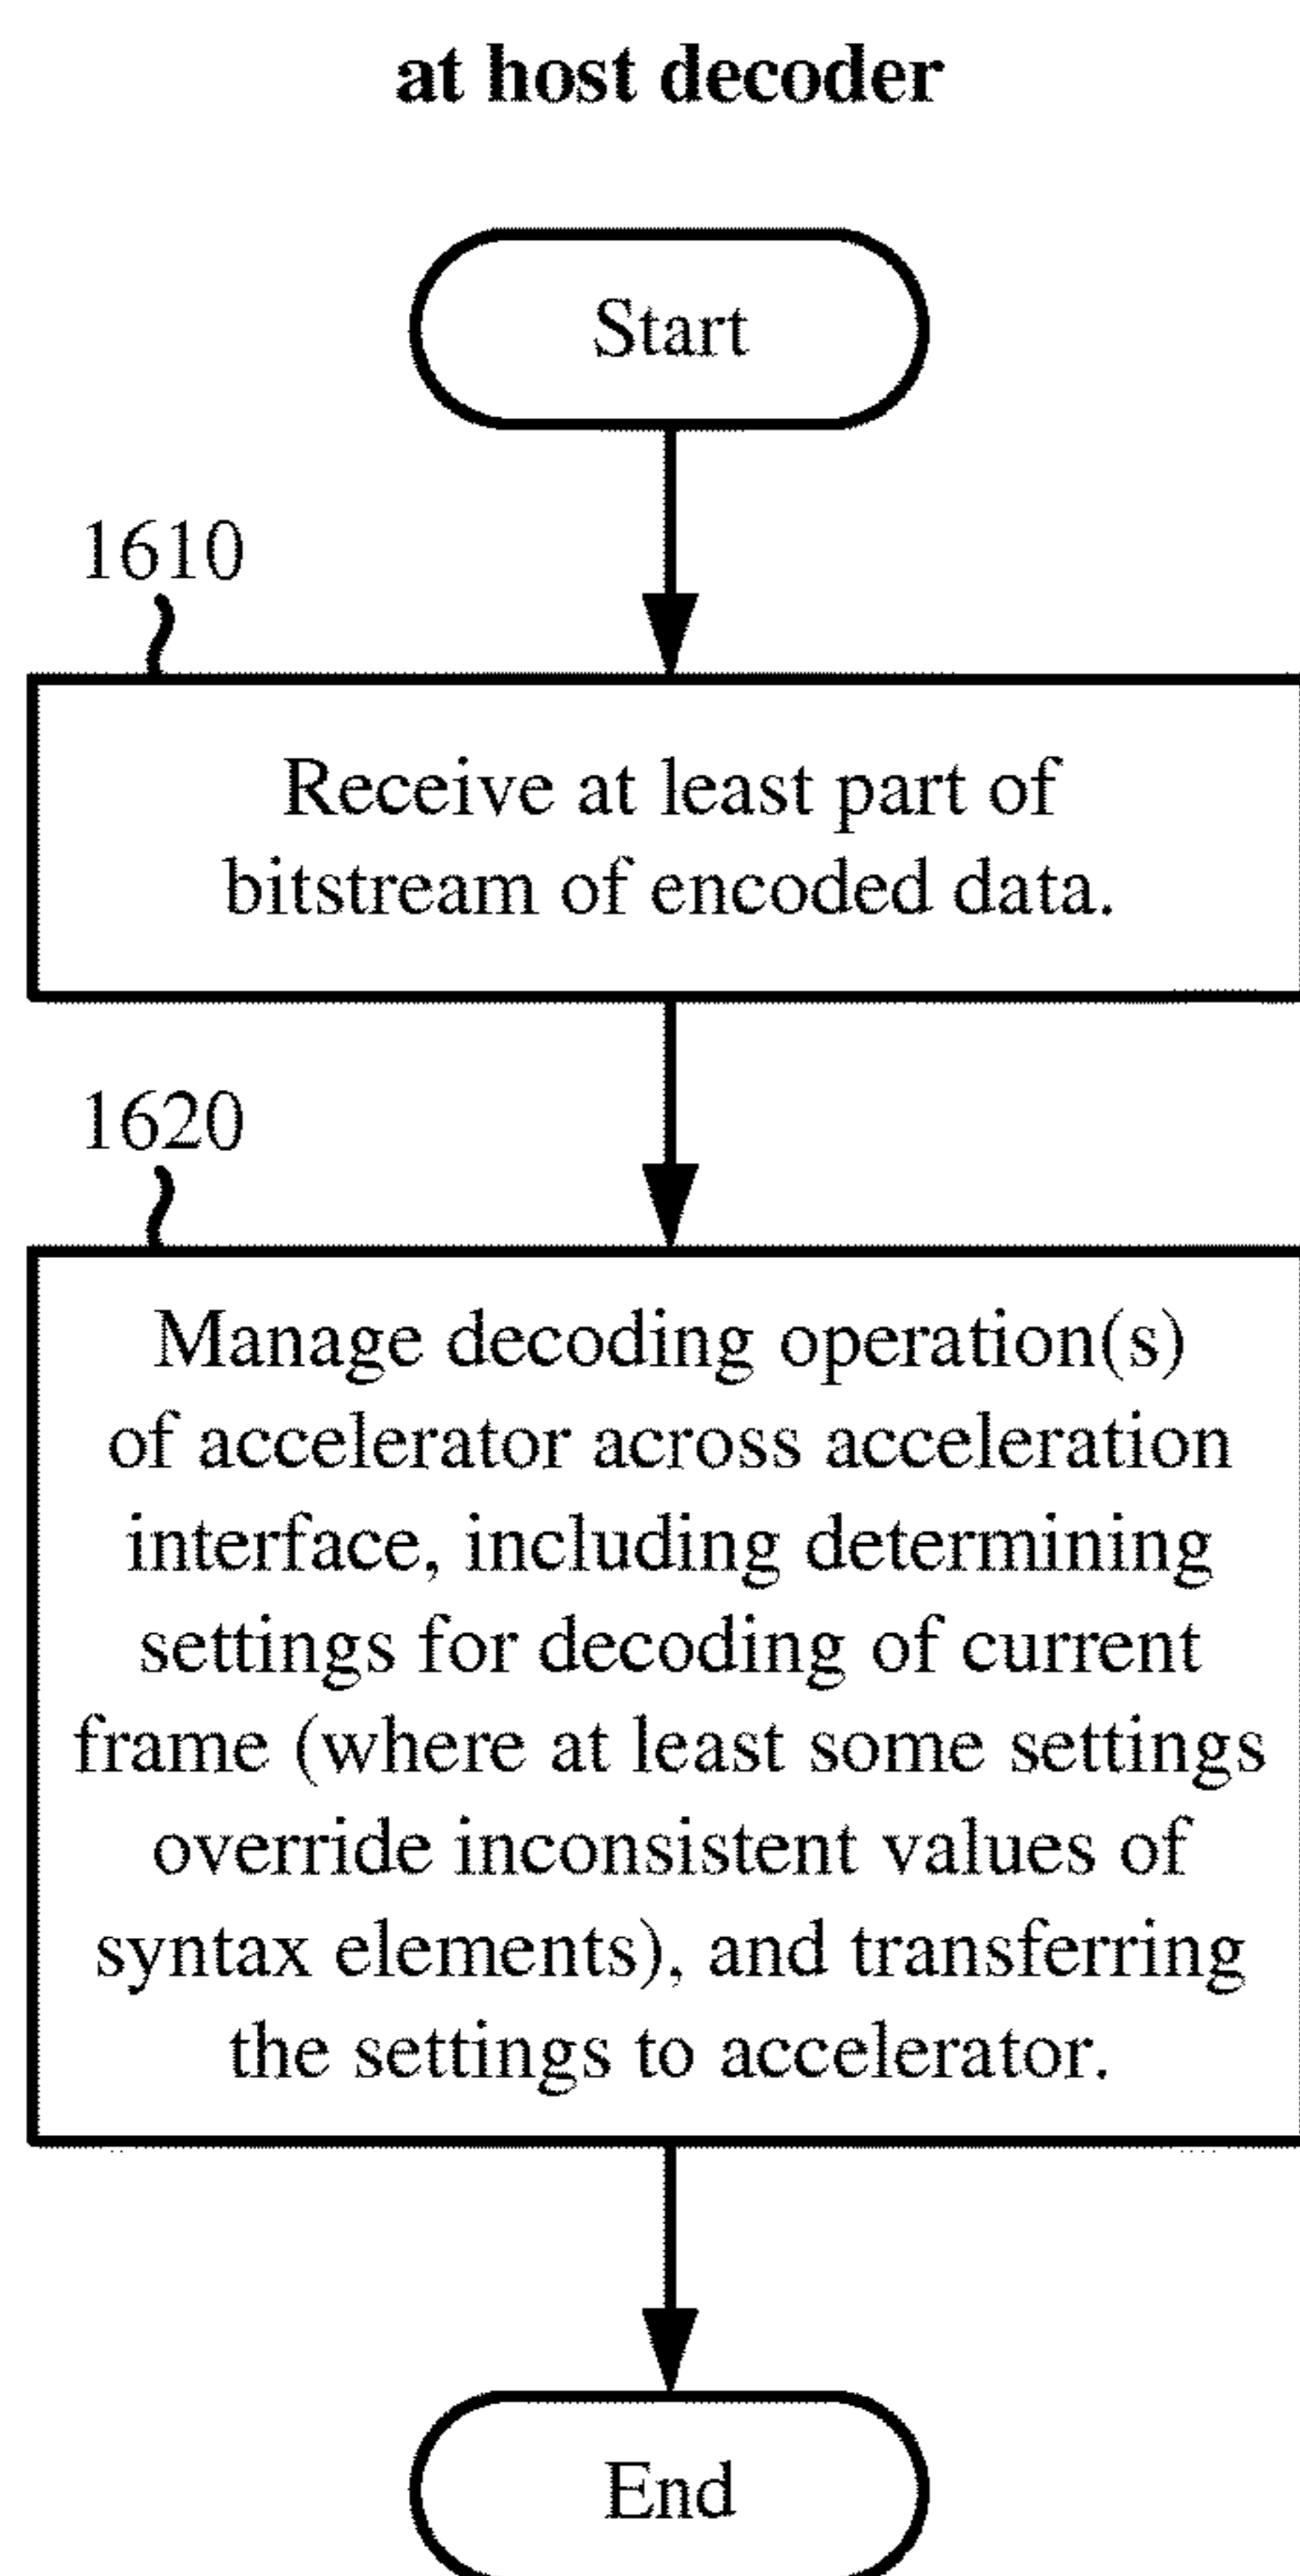 at host decoder
Start
1610
Receive at least part of
bitstream of encoded data.
1620
Manage decoding operation(s)
of accelerator across acceleration
interface, including determining
settings for decoding of current
frame (where at least some settings
override inconsistent values of
syntax elements), and transferring
the settings to accelerator.
End